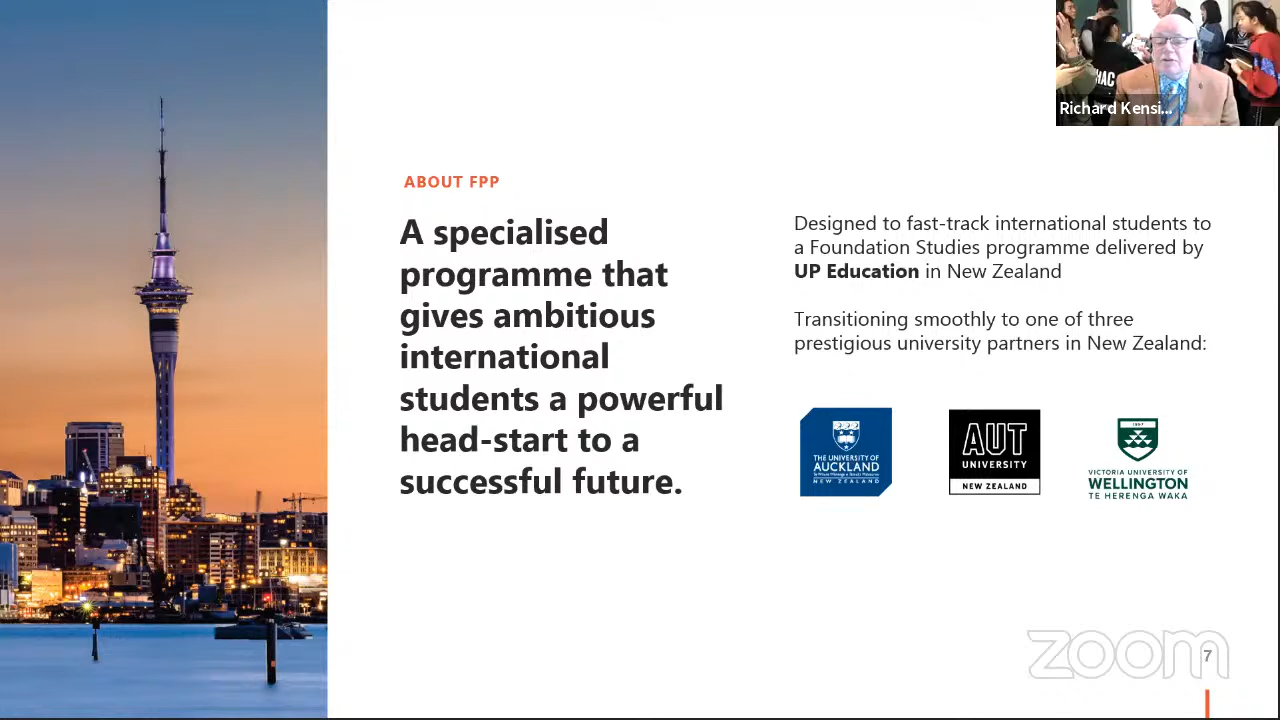 HAC
Richard Kensi...
ABOUT FPP
A specialised
programme that
gives ambitious
international
students a powerful
head-start to a
successful future.
Designed to fast-track international students to
a Foundation Studies programme delivered by
UP Education in New Zealand
Transitioning smoothly to one of three
prestigious university partners in New Zealand:
THE UNIVERSITY OF
AUCKLAND
NEW ZEALAND
AUT
UNIVERSITY
NEW ZEALAND
1897
VICTORIA UNIVERSITY OF
WELLINGTON
TE HERENGA WAKA
zoom
7